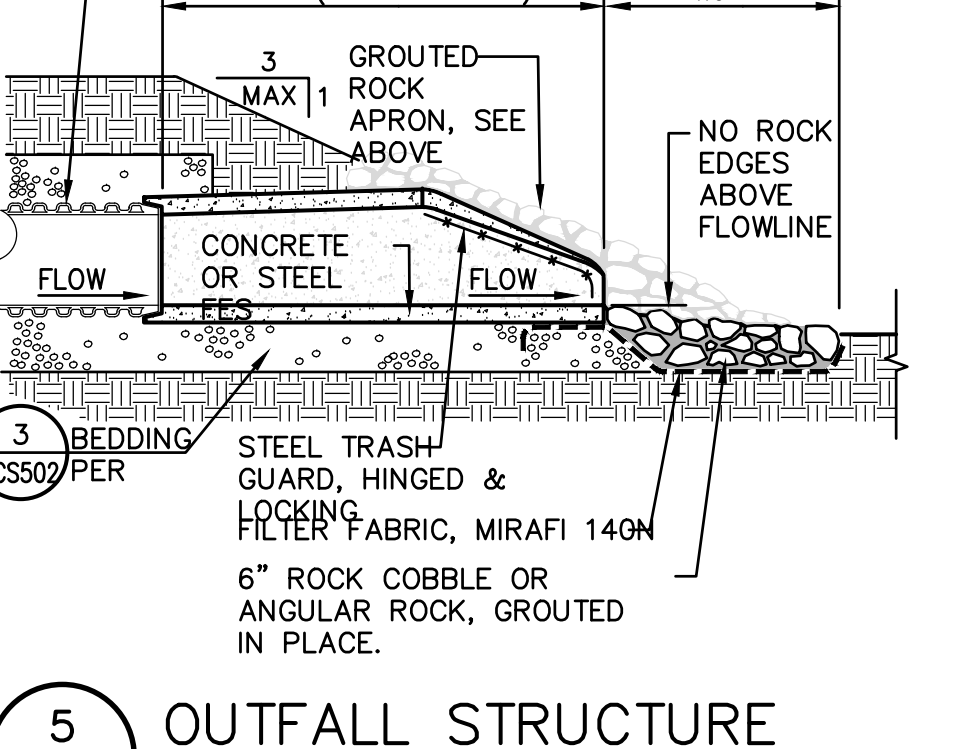 3
MAX 1
GROUTED
ROCK
APRON, SEE
ABOVE
NO ROCK
EDGES
ABOVE
FLOWLINE
CONCRETE
OR STEEL
FES
FLOW
FLOW
3
CS502
BEDDING
PER
STEEL TRASH
GUARD, HINGED &
LOCKING
FILTER FABRIC, MIRAFI 140N
6” ROCK COBBLE OR
ANGULAR ROCK, GROUTED
IN PLACE.
5
OUTFALL STRUCTURE